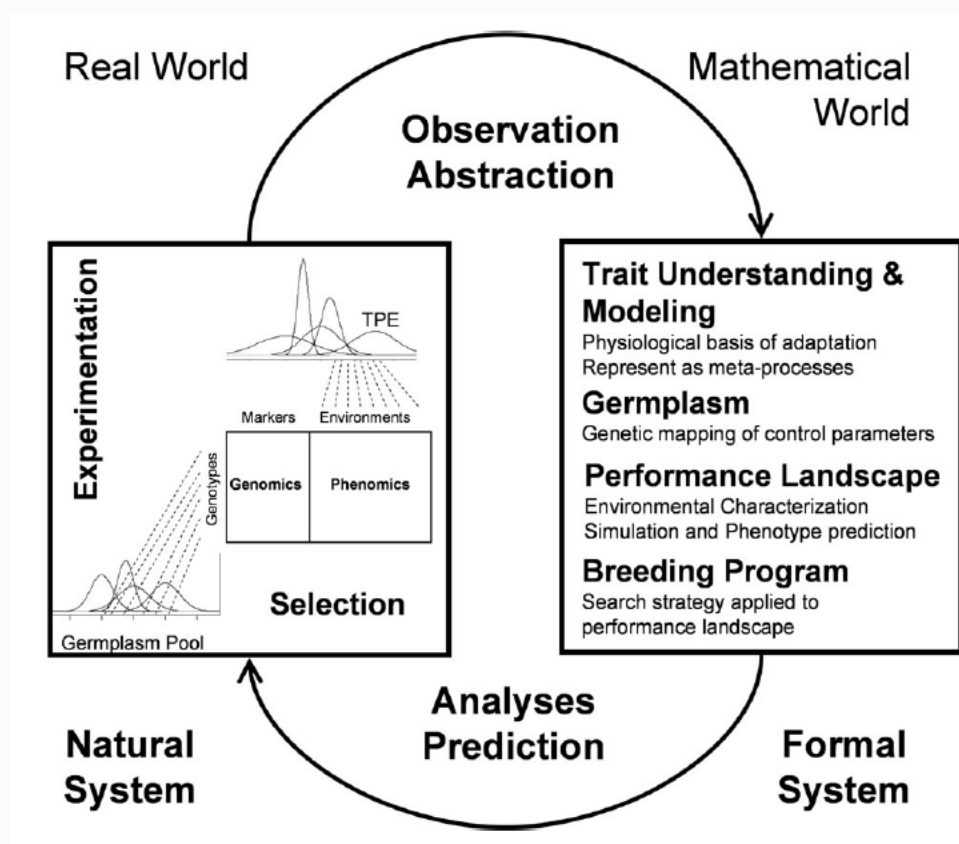 Real World
Mathematical
World
Observation
Abstraction
Experimentation
TPE
Markers
Environments
Genotypes
Genomics
Phenomics
Selection
Germplasm Pool
Trait Understanding &
Modeling
Physiological basis of adaptation
Represent as meta-processes
Germplasm
Genetic mapping of control parameters
Performance Landscape
Environmental Characterization
Simulation and Phenotype prediction
Breeding Program
Search strategy applied to
performance landscape
Analyses
Prediction
Natural
System
Formal
System